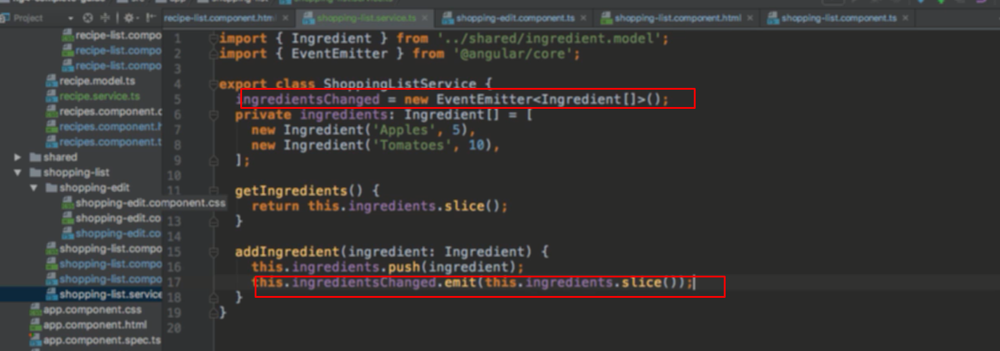 Project
recipe-list.component.htm
shopping-list.service.ts
shopping-edit.component.ts
shopping-list.component.html
shopping-list.component.ts
recipe-list.compo
recipe-list.compo
recipe-list.compo
recipe.model.ts
recipe.service.ts
recipes.component.c
recipes.component.h
recipes.component.t
shared
shopping-list
shopping-edit
shopping-edit.component.css
shopping-edit.co
shopping-edit.co
shopping-list.compo
shopping-list.compo
shopping-list.compo
shopping-list.service
app.component.css
app.component.html
app.component.spec.ts
1 import { Ingredient } from '../shared/ingredient.model';
2 import { EventEmitter } from '@angular/core';
3
4 export class ShoppingListService {
5 ingredientsChanged = new EventEmitter<Ingredient[]>();
6 private ingredients: Ingredient[] = [
7 new Ingredient('Apples', 5),
8 new Ingredient('Tomatoes', 10),
9 ];
10
11 getIngredients() {
return this.ingredients.slice();
13 }
14
15 addIngredient(ingredient: Ingredient) {
16 this.ingredients.push(ingredient);
17 this.ingredientsChanged.emit(this.ingredients.slice());
18 }
19 }
20